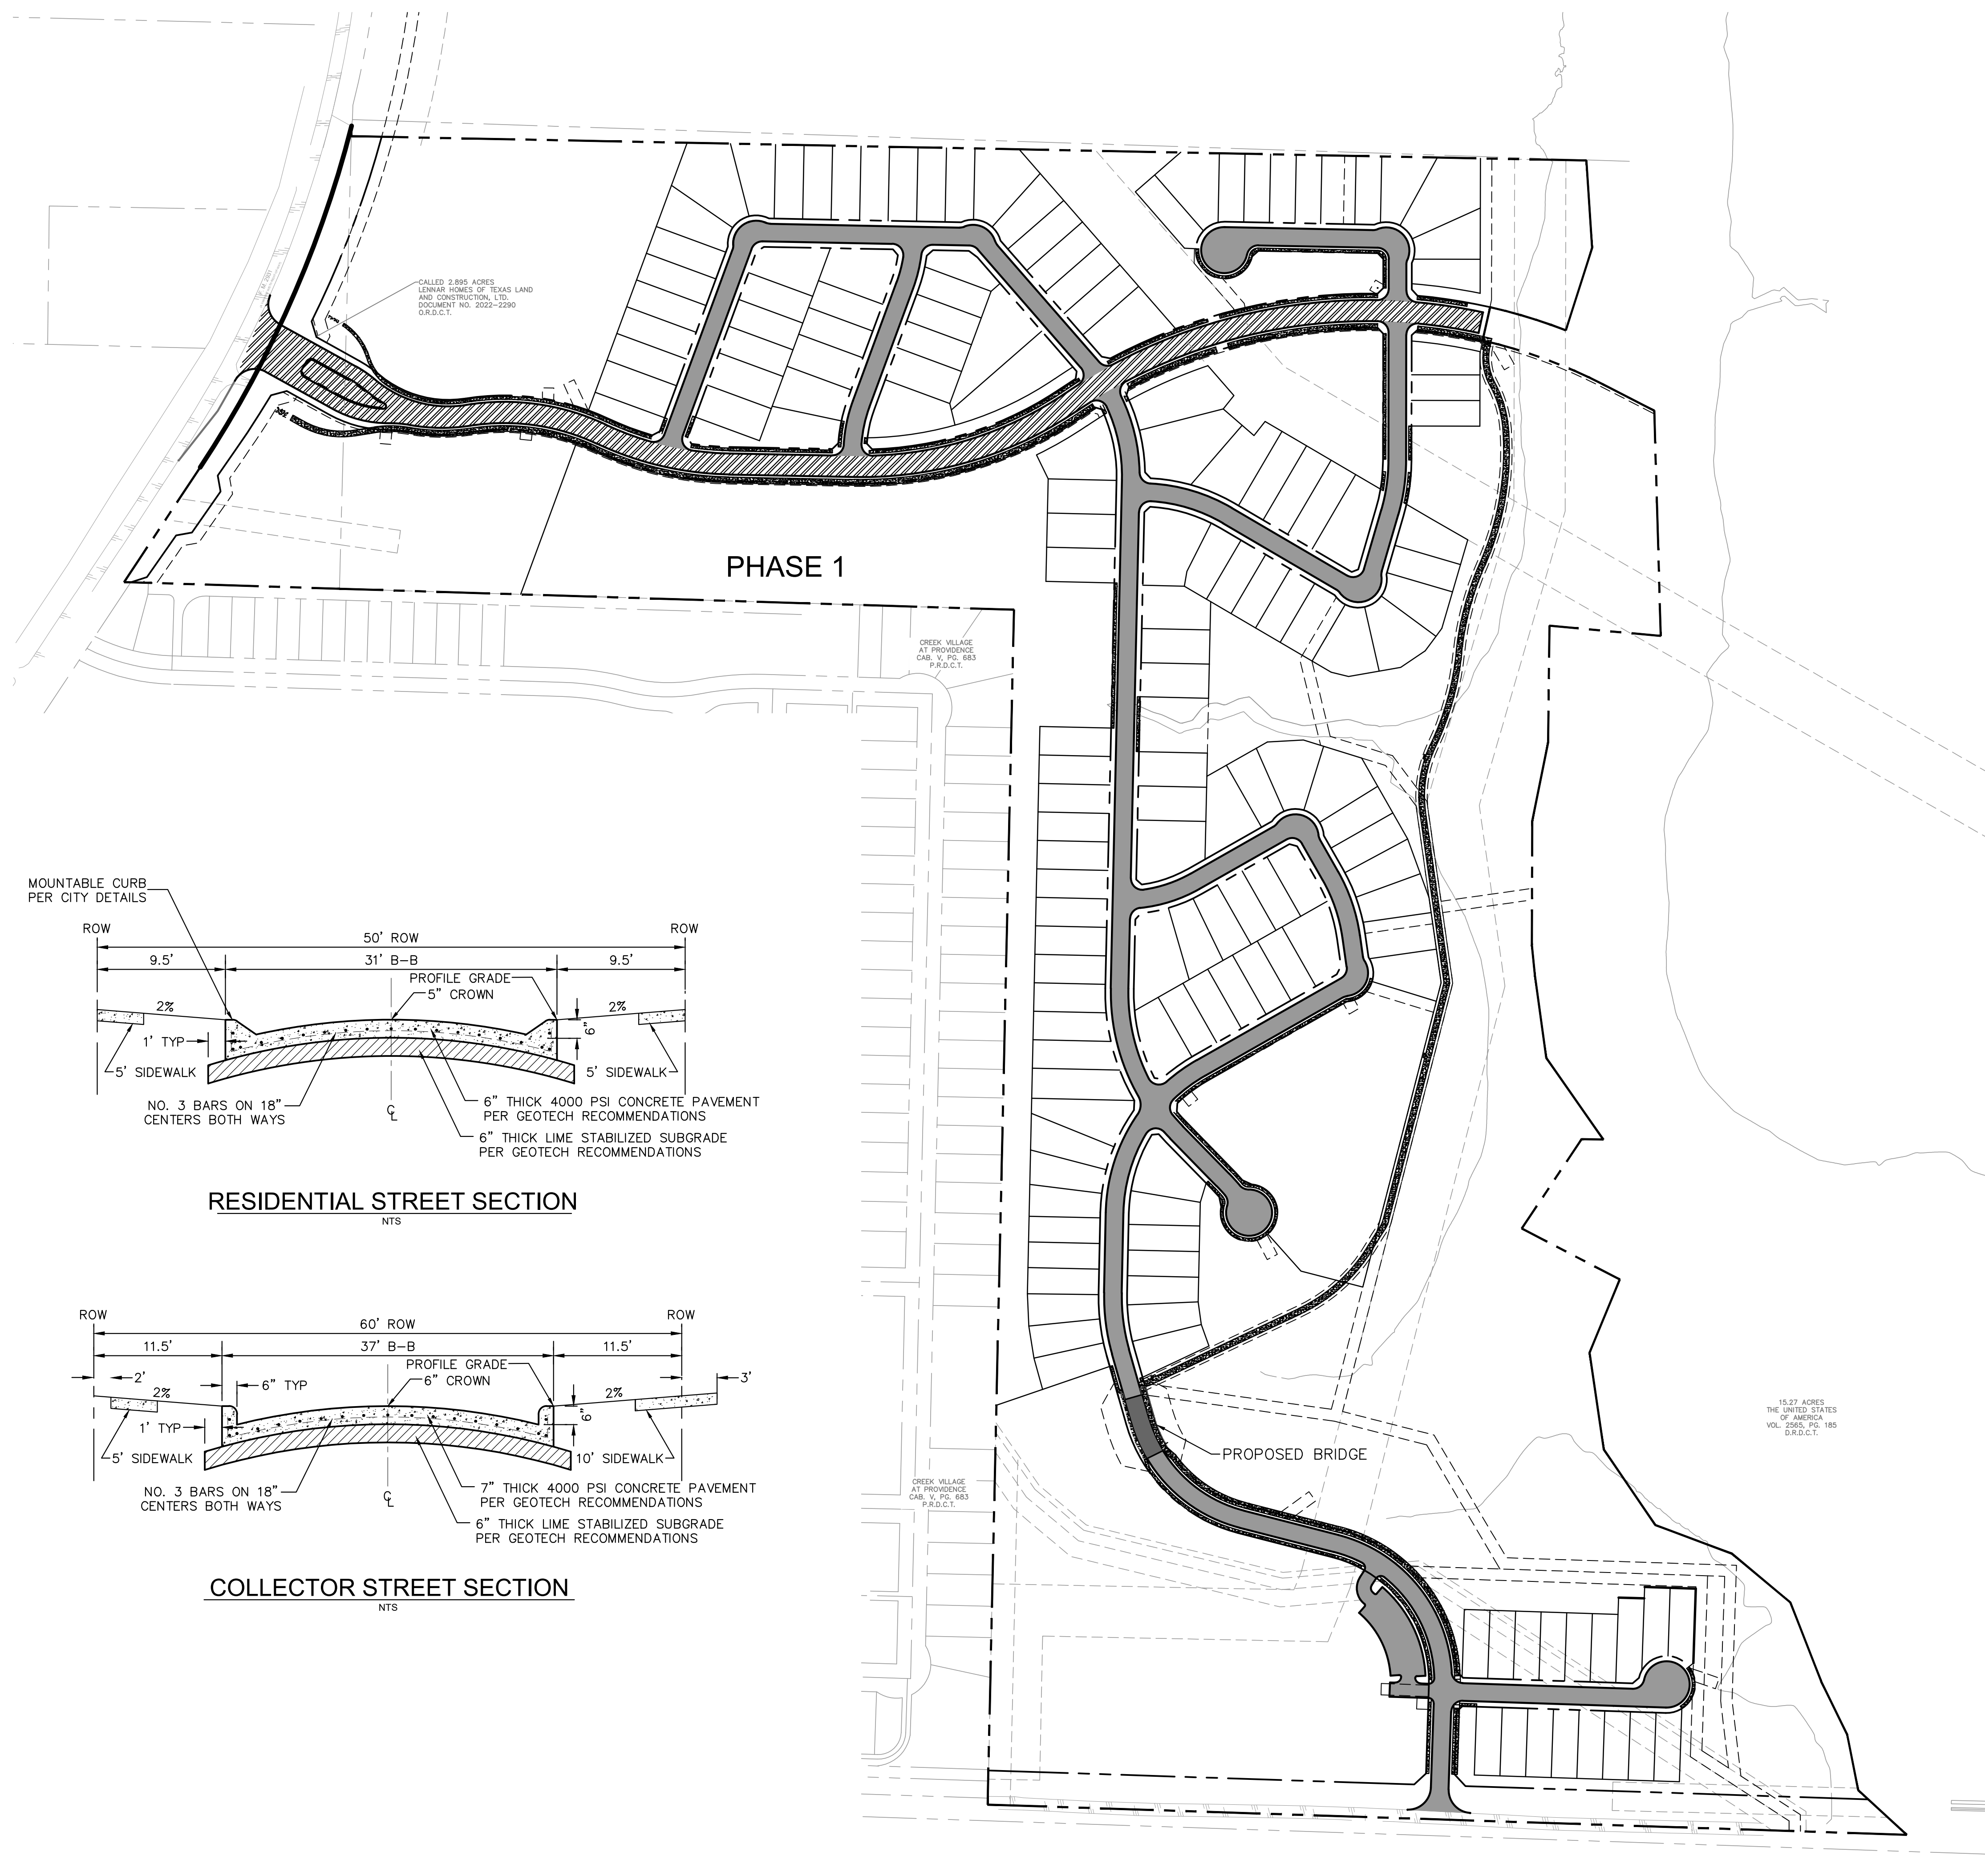 CALLED 2.895 ACRES
LENNAR HOMES OF TEXAS LAND
AND CONSTRUCTION, LTD.
DOCUMENT NO. 2022-2290
O.R.D.C.T.
PHASE 1
CREEK VILLAGE
AT PROVIDENCE
CAB. V, PG. 683
P.R.D.C.T.
MOUNTABLE CURB
PER CITY DETAILS
ROW
ROW
50' ROW
9.5'
31' B-B
9.5'
PROFILE GRADE
5" CROWN
2%
2%
6"
1' TYP
5' SIDEWALK
5' SIDEWALK
NO. 3 BARS ON 18"
CENTERS BOTH WAYS
6" THICK 4000 PSI CONCRETE PAVEMENT
PER GEOTECH RECOMMENDATIONS
6" THICK LIME STABILIZED SUBGRADE
PER GEOTECH RECOMMENDATIONS
RESIDENTIAL STREET SECTION
NTS
ROW
ROW
60' ROW
11.5'
37' B-B
11.5'
PROFILE GRADE
6" CROWN
2'
6" TYP
3'
2%
2%
6"
1' TYP
5' SIDEWALK
10' SIDEWALK
NO. 3 BARS ON 18"
CENTERS BOTH WAYS
7" THICK 4000 PSI CONCRETE PAVEMENT
PER GEOTECH RECOMMENDATIONS
6" THICK LIME STABILIZED SUBGRADE
PER GEOTECH RECOMMENDATIONS
COLLECTOR STREET SECTION
NTS
15.27 ACRES
THE UNITED STATES
OF AMERICA
VOL. 2565, PG. 185
D.R.D.C.T.
PROPOSED BRIDGE
CREEK VILLAGE
AT PROVIDENCE
CAB. V, PG. 683
P.R.D.C.T.